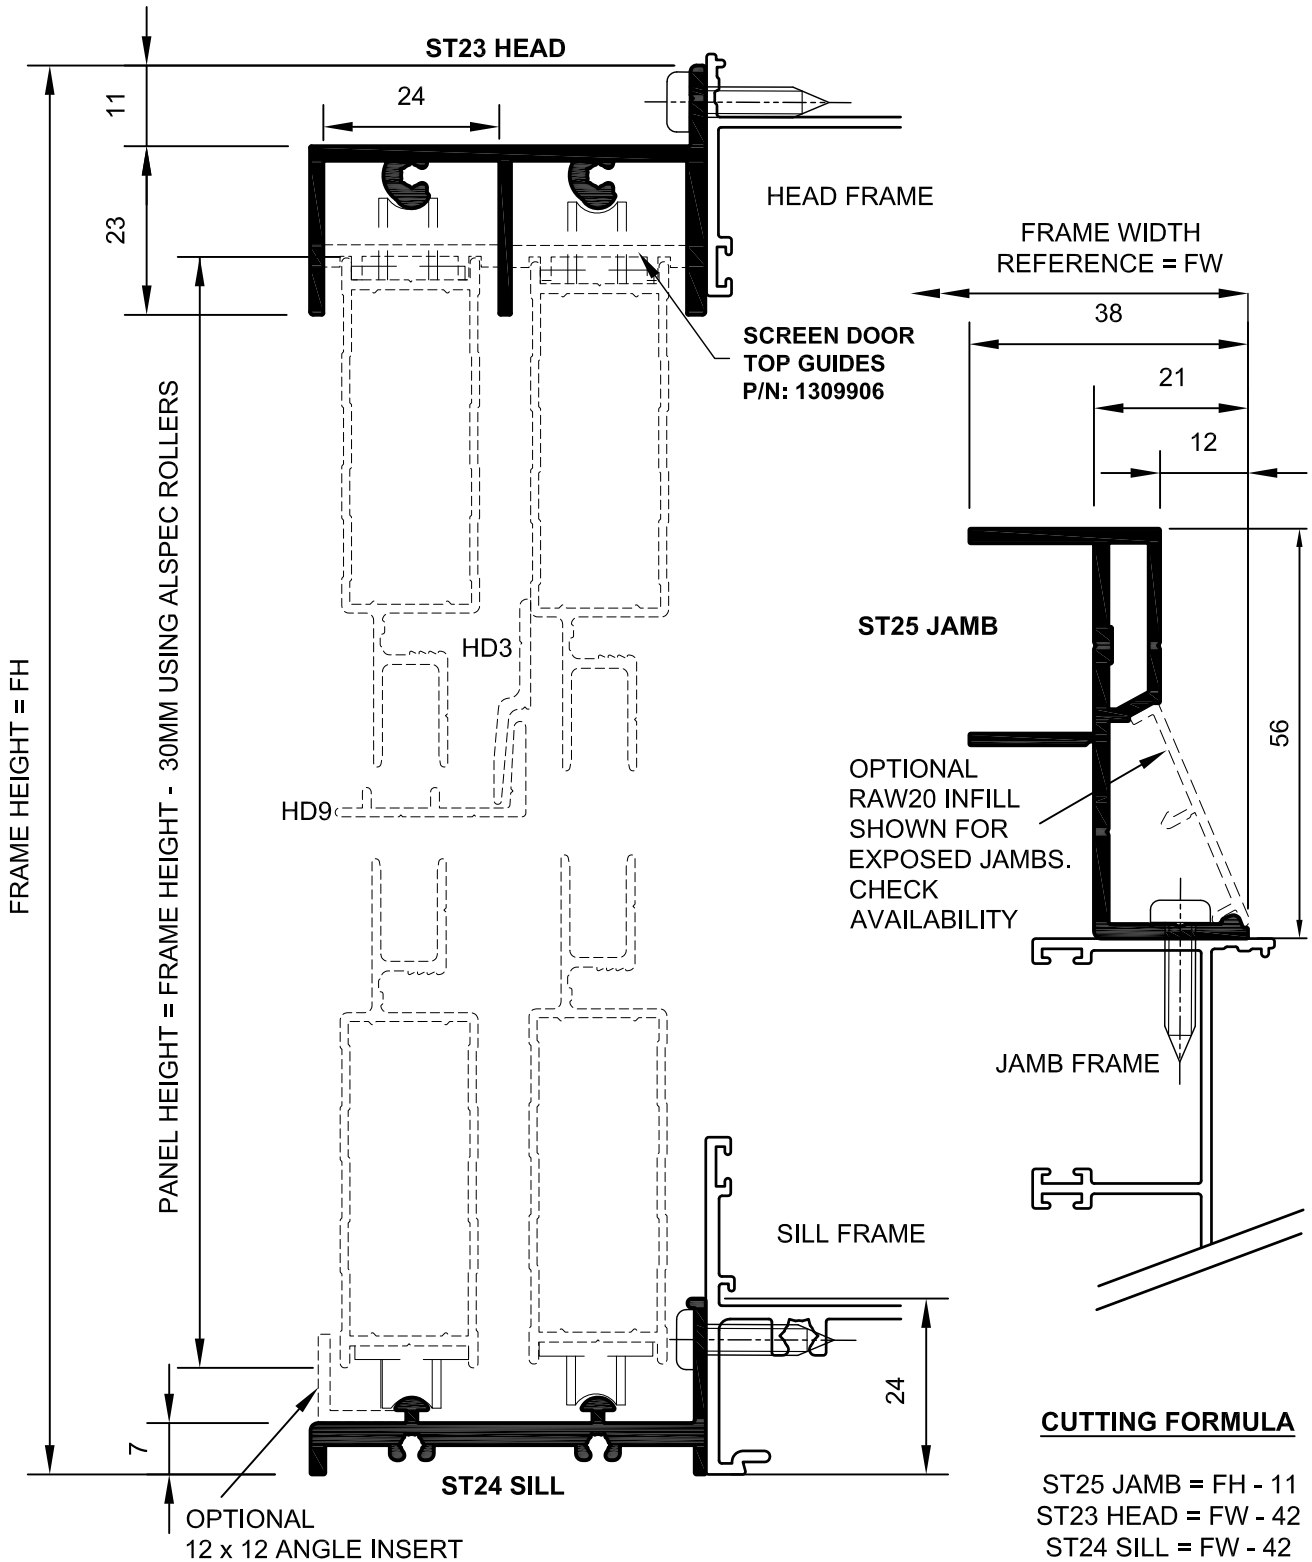 ST23 HEAD
11
24
23
HEAD FRAME
FRAME WIDTH
REFERENCE = FW
38
21
12
SCREEN DOOR
TOP GUIDES
P/N: 1309906
FRAME HEIGHT = FH
PANEL HEIGHT = FRAME HEIGHT - 30MM USING ALSPEC ROLLERS
HD3
HD9
ST25 JAMB
56
OPTIONAL
RAW20 INFILL
SHOWN FOR
EXPOSED JAMBS.
CHECK
AVAILABILITY
JAMB FRAME
SILL FRAME
24
7
ST24 SILL
OPTIONAL
12 x 12 ANGLE INSERT
CUTTING FORMULA
ST25 JAMB = FH - 11
ST23 HEAD = FW - 42
ST24 SILL = FW - 42